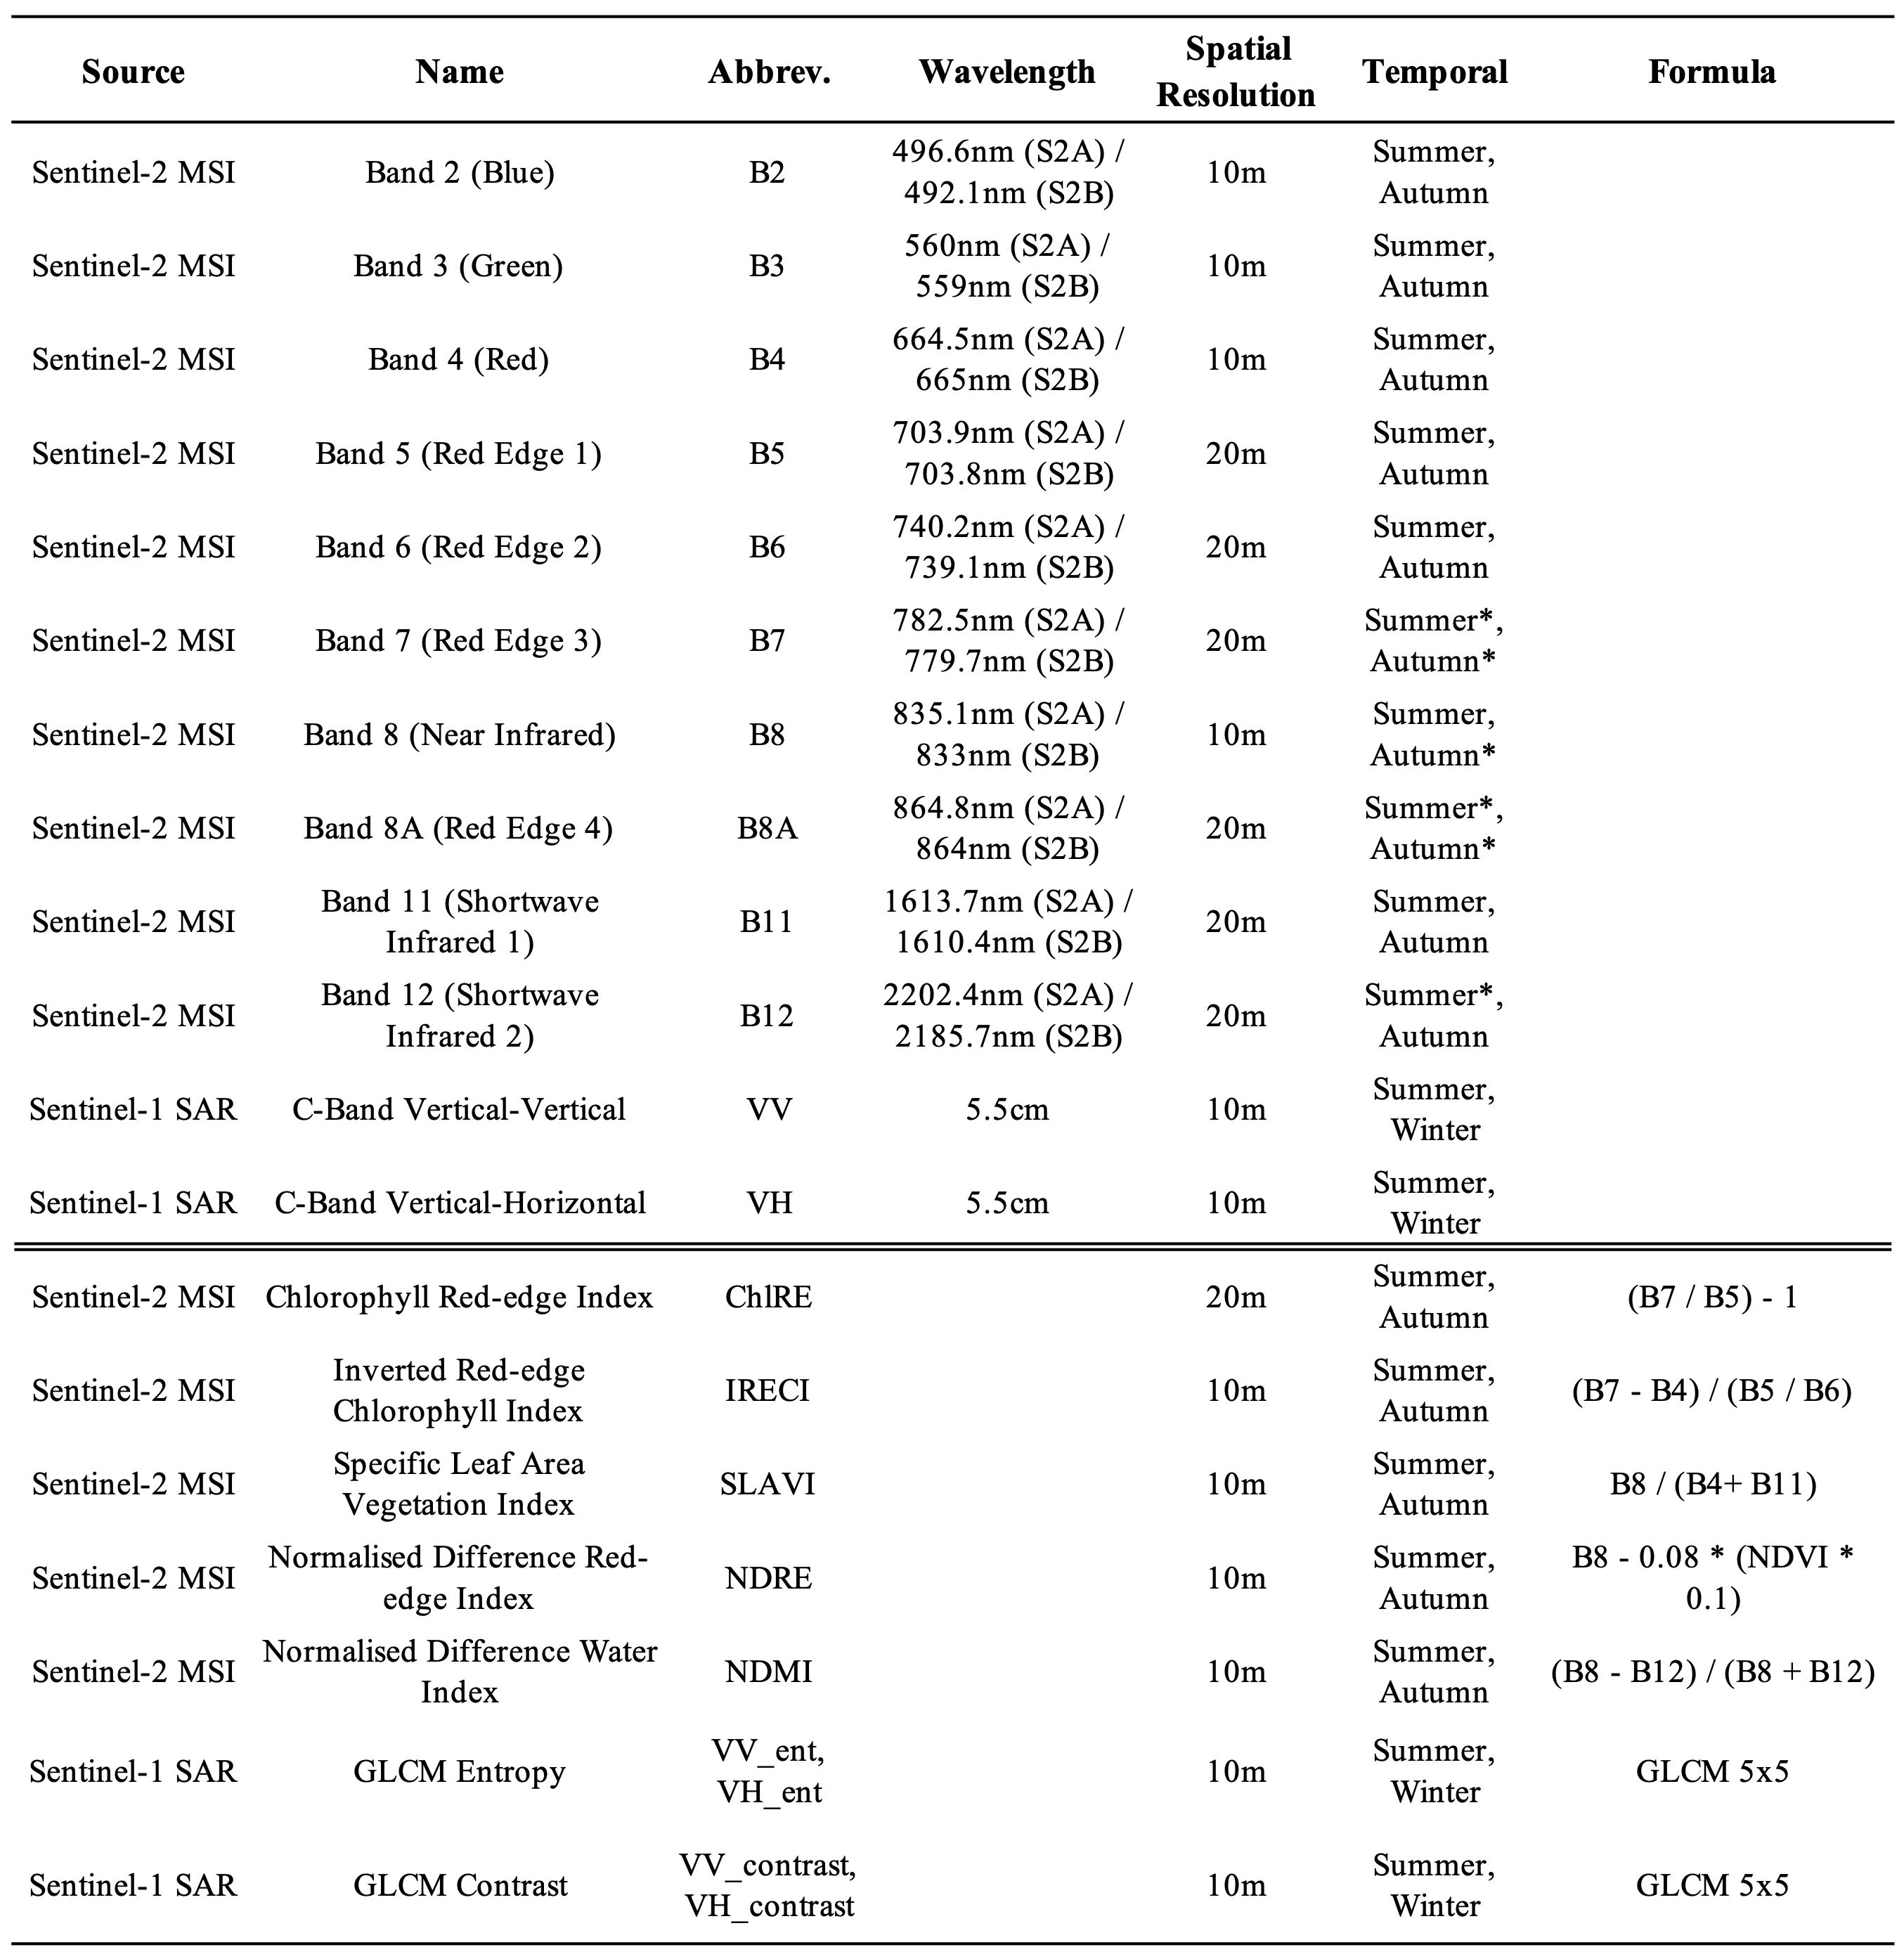 Source Name Abbrev. Wavelength Spatial Resolution Temporal Formula
Sentinel-2 MSI Band 2 (Blue) B2 496.6nm (S2A) / 492.1nm (S2B) 10m Summer, Autumn
Sentinel-2 MSI Band 3 (Green) B3 560nm (S2A) / 559nm (S2B) 10m Summer, Autumn
Sentinel-2 MSI Band 4 (Red) B4 664.5nm (S2A) / 665nm (S2B) 10m Summer, Autumn
Sentinel-2 MSI Band 5 (Red Edge 1) B5 703.9nm (S2A) / 703.8nm (S2B) 20m Summer, Autumn
Sentinel-2 MSI Band 6 (Red Edge 2) B6 740.2nm (S2A) / 739.1nm (S2B) 20m Summer, Autumn
Sentinel-2 MSI Band 7 (Red Edge 3) B7 782.5nm (S2A) / 779.7nm (S2B) 20m Summer*, Autumn*
Sentinel-2 MSI Band 8 (Near Infrared) B8 835.1nm (S2A) / 833nm (S2B) 10m Summer, Autumn*
Sentinel-2 MSI Band 8A (Red Edge 4) B8A 864.8nm (S2A) / 864nm (S2B) 20m Summer*, Autumn*
Sentinel-2 MSI Band 11 (Shortwave Infrared 1) B11 1613.7nm (S2A) / 1610.4nm (S2B) 20m Summer, Autumn
Sentinel-2 MSI Band 12 (Shortwave Infrared 2) B12 2202.4nm (S2A) / 2185.7nm (S2B) 20m Summer*, Autumn
Sentinel-1 SAR C-Band Vertical-Vertical VV 5.5cm 10m Summer, Winter
Sentinel-1 SAR C-Band Vertical-Horizontal VH 5.5cm 10m Summer, Winter
Sentinel-2 MSI Chlorophyll Red-edge Index ChlRE 20m Summer, Autumn (B7 / B5) - 1
Sentinel-2 MSI Inverted Red-edge Chlorophyll Index IRECI 10m Summer, Autumn (B7 - B4) / (B5 / B6)
Sentinel-2 MSI Specific Leaf Area Vegetation Index SLAVI 10m Summer, Autumn B8 / (B4+ B11)
Sentinel-2 MSI Normalised Difference Red-edge Index NDRE 10m Summer, Autumn B8 - 0.08 * (NDVI * 0.1)
Sentinel-2 MSI Normalised Difference Water Index NDMI 10m Summer, Autumn (B8 - B12) / (B8 + B12)
Sentinel-1 SAR GLCM Entropy VV_ent, VH_ent 10m Summer, Winter GLCM 5x5
Sentinel-1 SAR GLCM Contrast VV_contrast, VH_contrast 10m Summer, Winter GLCM 5x5